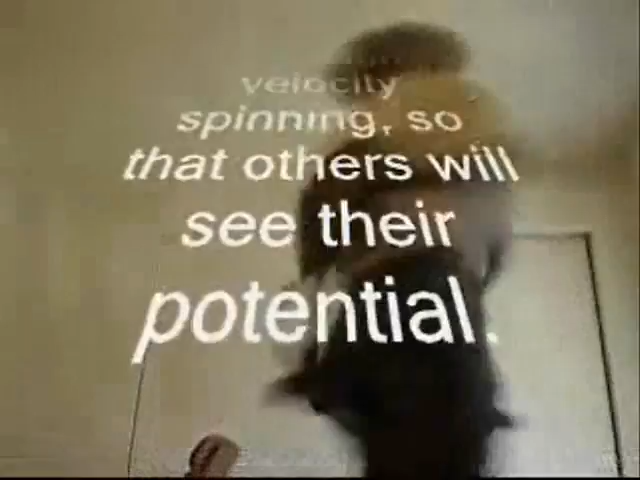 velocity
spinning, so
that others will
see their
potential.